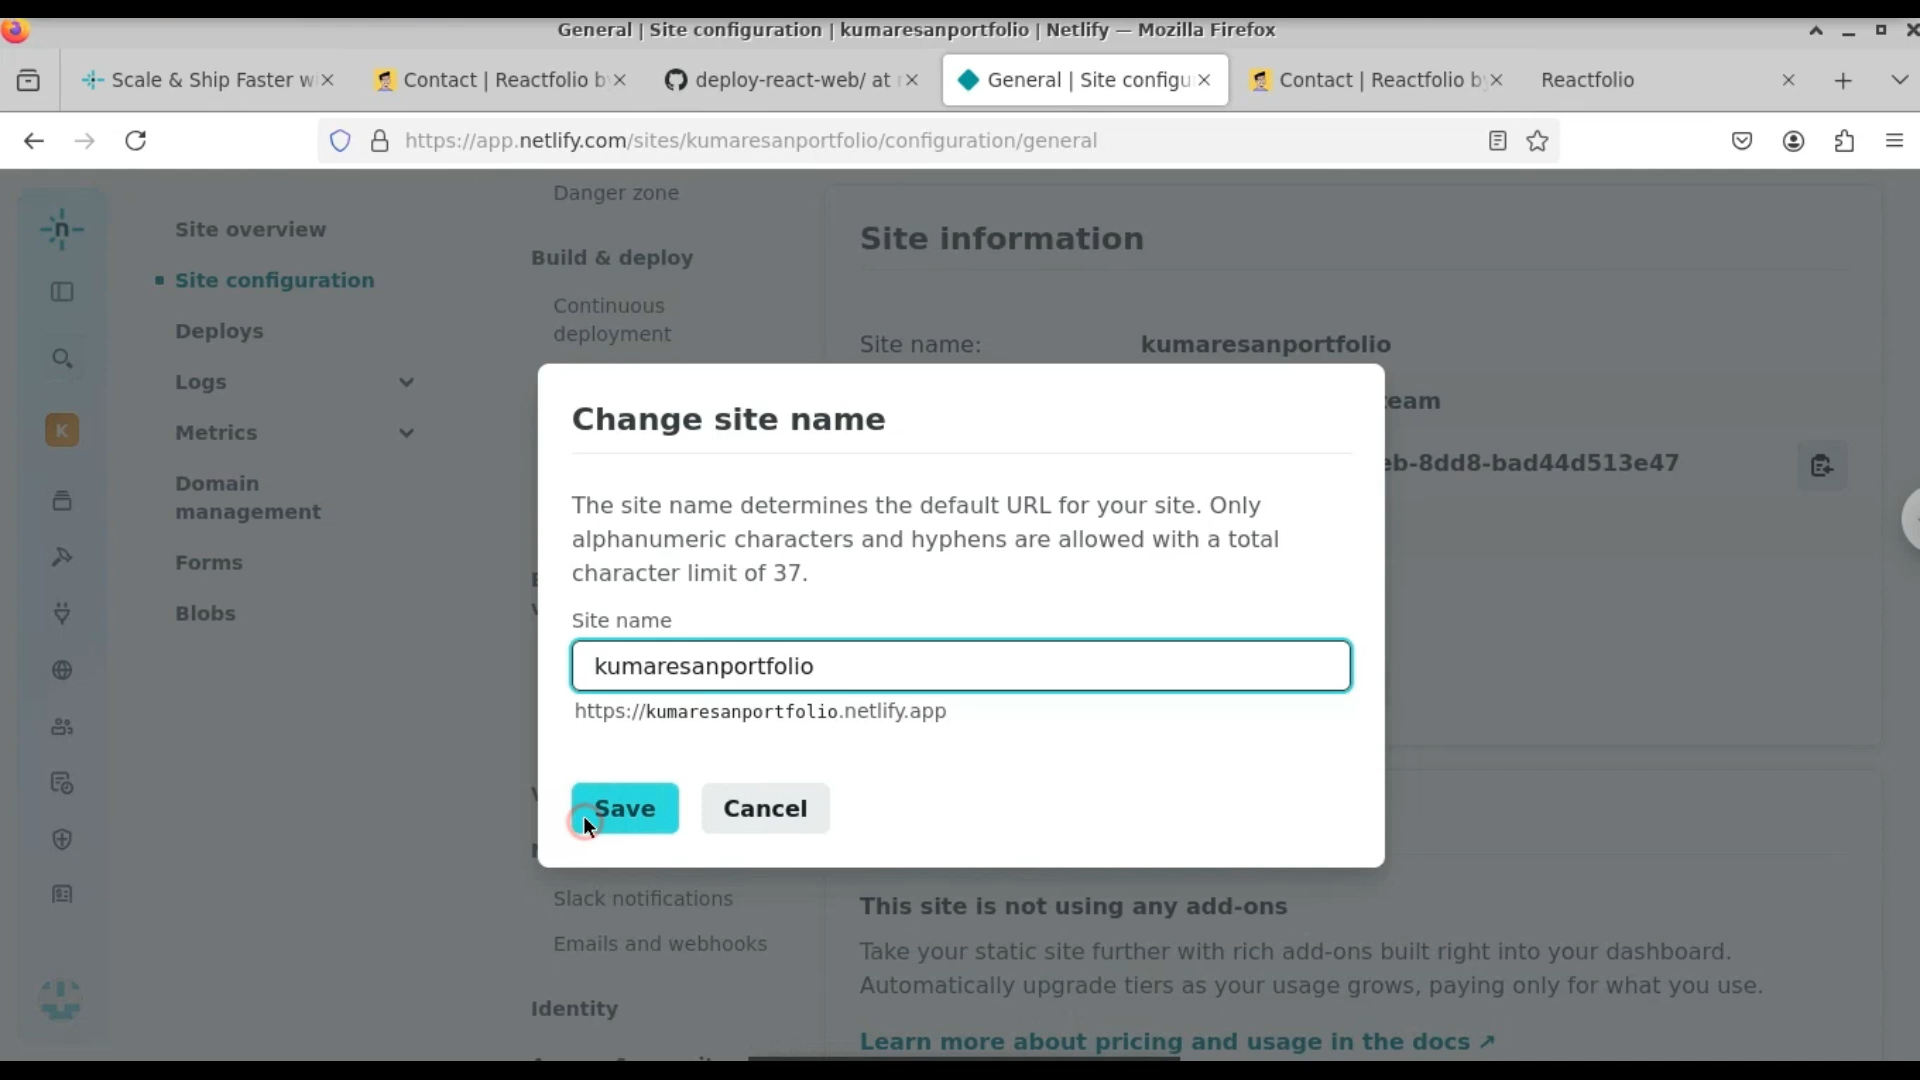 General | Site configuration | kumaresanportfolio | Netlify — Mozilla Firefox
Scale & Ship Faster w
Contact | Reactfolio b
deploy-react-web/ at
General | Site configu
Contact | Reactfolio b
Reactfolio
https://app.netlify.com/sites/kumaresanportfolio/configuration/general
n
K
Site overview
Site configuration
Deploys
Logs
Metrics
Domain
management
Forms
Blobs
Danger zone
Build & deploy
Continuous
deployment
Slack notifications
Emails and webhooks
Identity
Site information
Site name: kumaresanportfolio
team
eb-8dd8-bad44d513e47
Change site name
The site name determines the default URL for your site. Only
alphanumeric characters and hyphens are allowed with a total
character limit of 37.
Site name
kumaresanportfolio
https://kumaresanportfolio.netlify.app
Save
Cancel
This site is not using any add-ons
Take your static site further with rich add-ons built right into your dashboard.
Automatically upgrade tiers as your usage grows, paying only for what you use.
Learn more about pricing and usage in the docs ↗